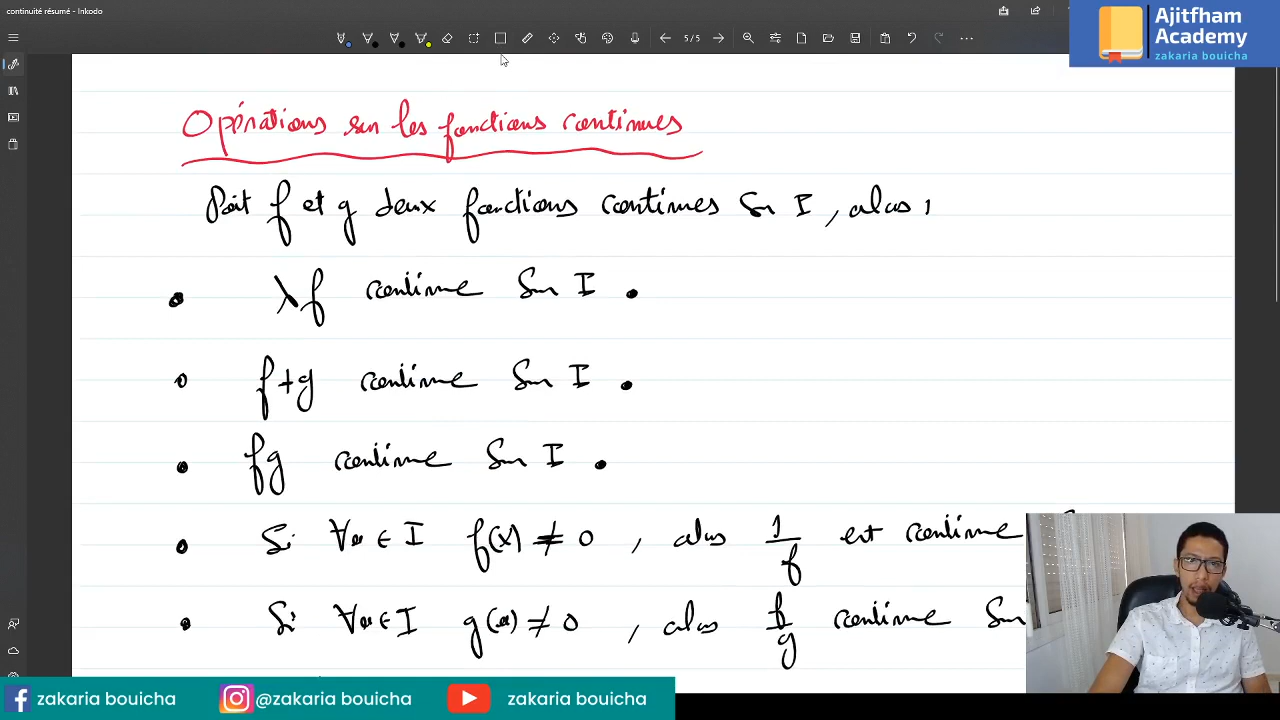 continuité résumé - Inkodo
5/5
Ajitfham
Academy
zakaria bouicha
Opérations sur les fonctions continues
Soit f et g deux fonctions continues sur I, alors
• λf continue sur I.
• f+g continue sur I.
• fg continue sur I.
• Si ∀x ∈ I f(x) ≠ 0, alors 1/f est continue
• Si ∀x ∈ I g(x) ≠ 0, alors f/g continue sur
zakaria bouicha
@zakaria bouicha
zakaria bouicha